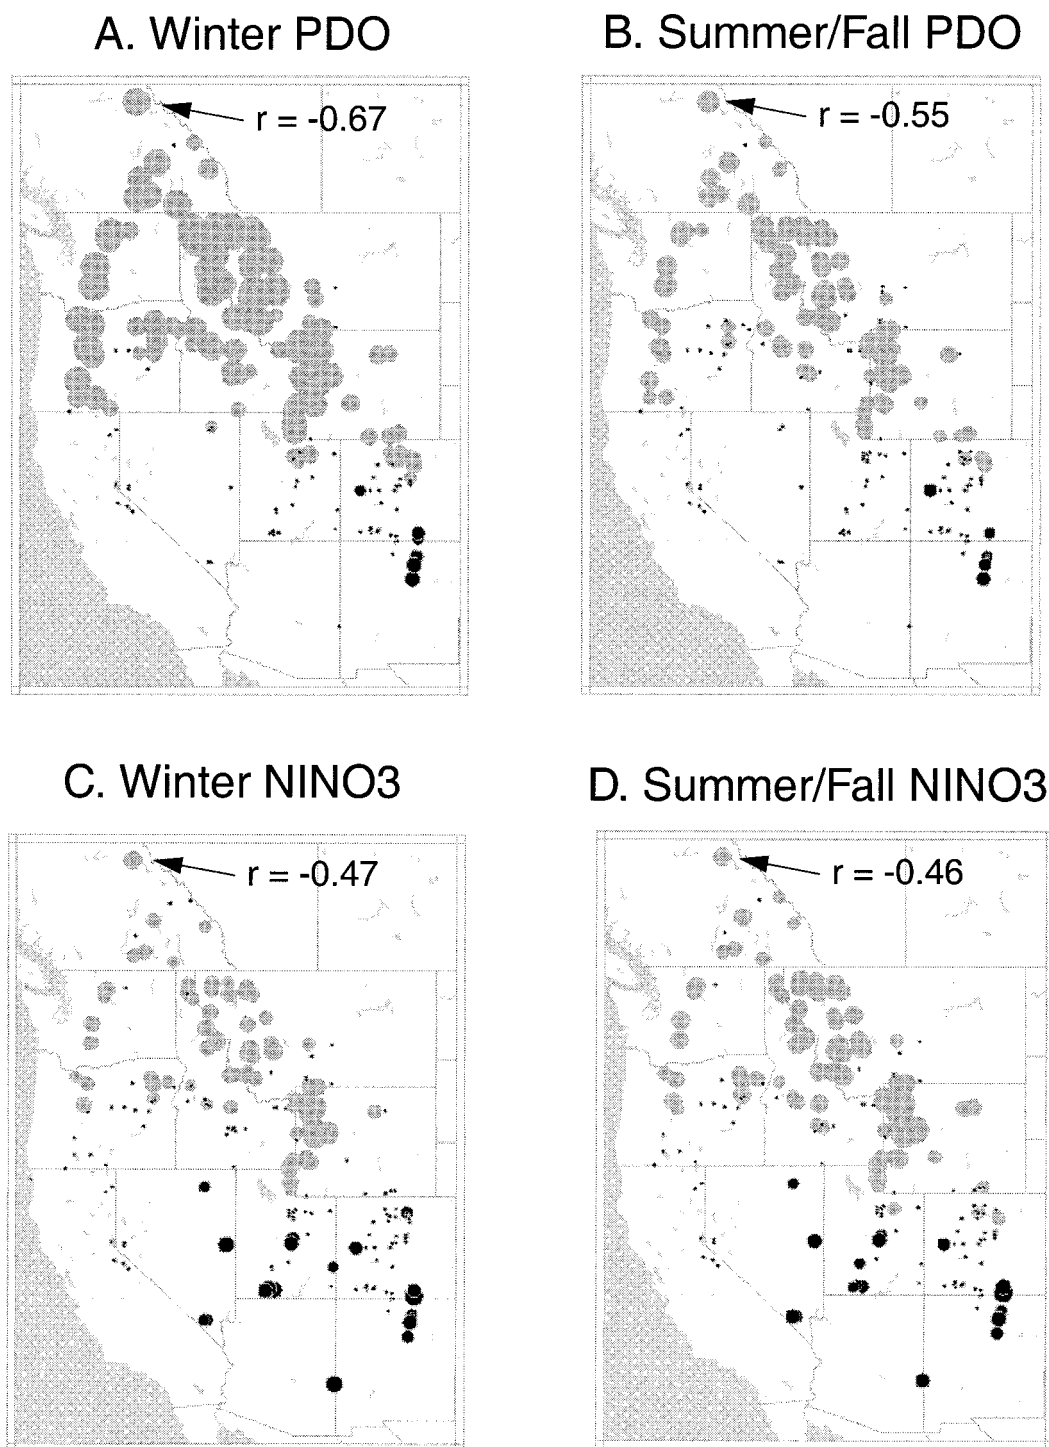 A. Winter PDO
B. Summer/Fall PDO
r = -0.67
r = -0.55
C. Winter NINO3
D. Summer/Fall NINO3
r = -0.47
r = -0.46